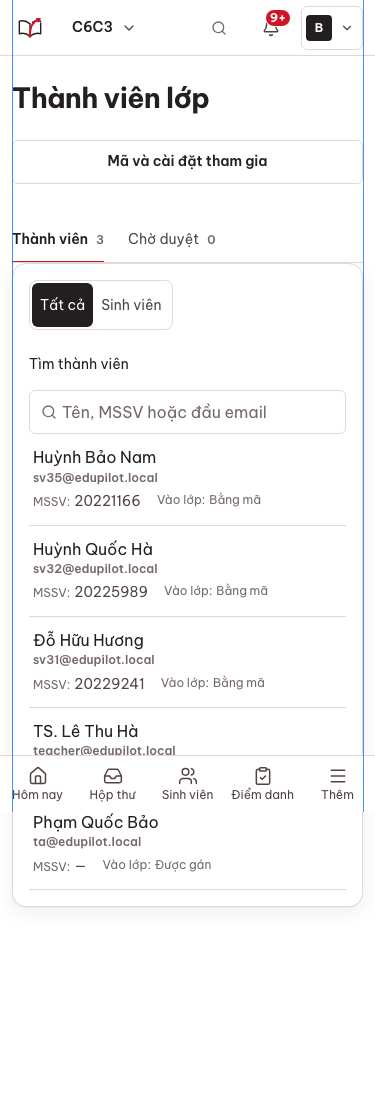 C6C3
9+
B
Thành viên lớp
Mã và cài đặt tham gia
Thành viên 3
Chờ duyệt 0
Tất cả
Sinh viên
Tìm thành viên
Tên, MSSV hoặc đầu email
Huỳnh Bảo Nam
sv35@edupilot.local
MSSV: 20221166 Vào lớp: Bằng mã
Huỳnh Quốc Hà
sv32@edupilot.local
MSSV: 20225989 Vào lớp: Bằng mã
Đỗ Hữu Hương
sv31@edupilot.local
MSSV: 20229241 Vào lớp: Bằng mã
TS. Lê Thu Hà
teacher@edupilot.local
Hôm nay
Hộp thư
Sinh viên
Điểm danh
Thêm
Phạm Quốc Bảo
ta@edupilot.local
MSSV: — Vào lớp: Được gán